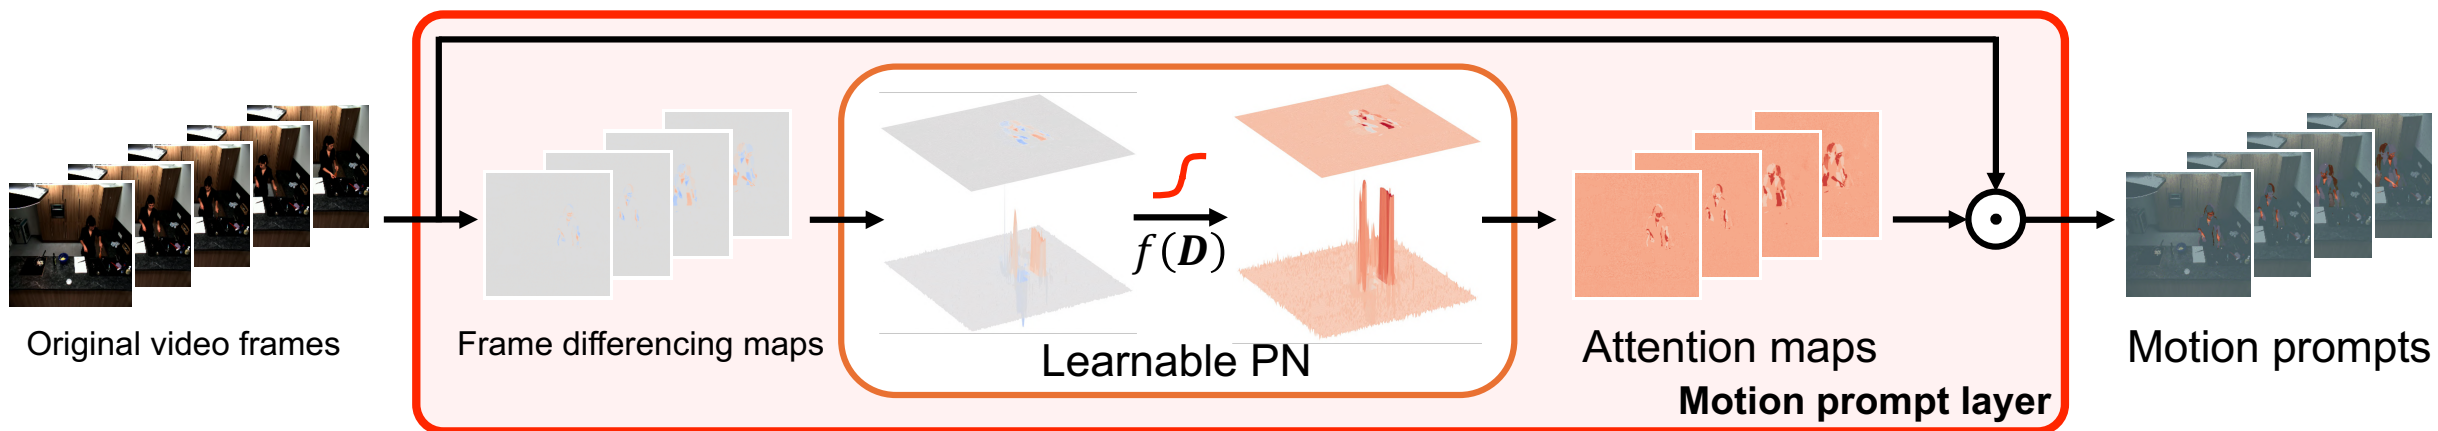 Original video frames
Frame differencing maps
f(D)
Learnable PN
Attention maps
Motion prompt layer
Motion prompts